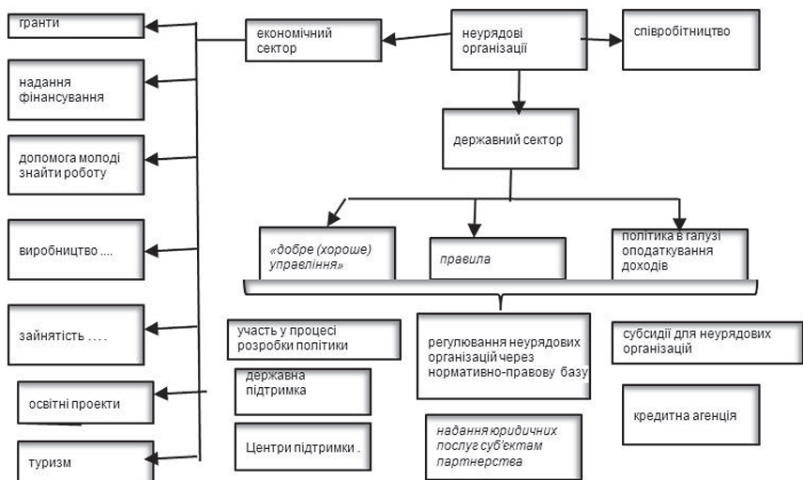 гранти
економічний
сектор
неурядові
організації
співробітництво
надання
фінансування
державний сектор
допомога молоді
знайти роботу
виробництво ....
«добре (хороше)
управління»
правила
політика в галузі
оподаткування
доходів
зайнятість ....
участь у процесі
розробки політики
регулювання неурядових
організацій через
нормативно-правову базу
субсидії для неурядових
організацій
освітні проекти
державна
підтримка
кредитна агенція
туризм
Центри підтримки .
надання юридичних
послуг суб'єктам
партнерства